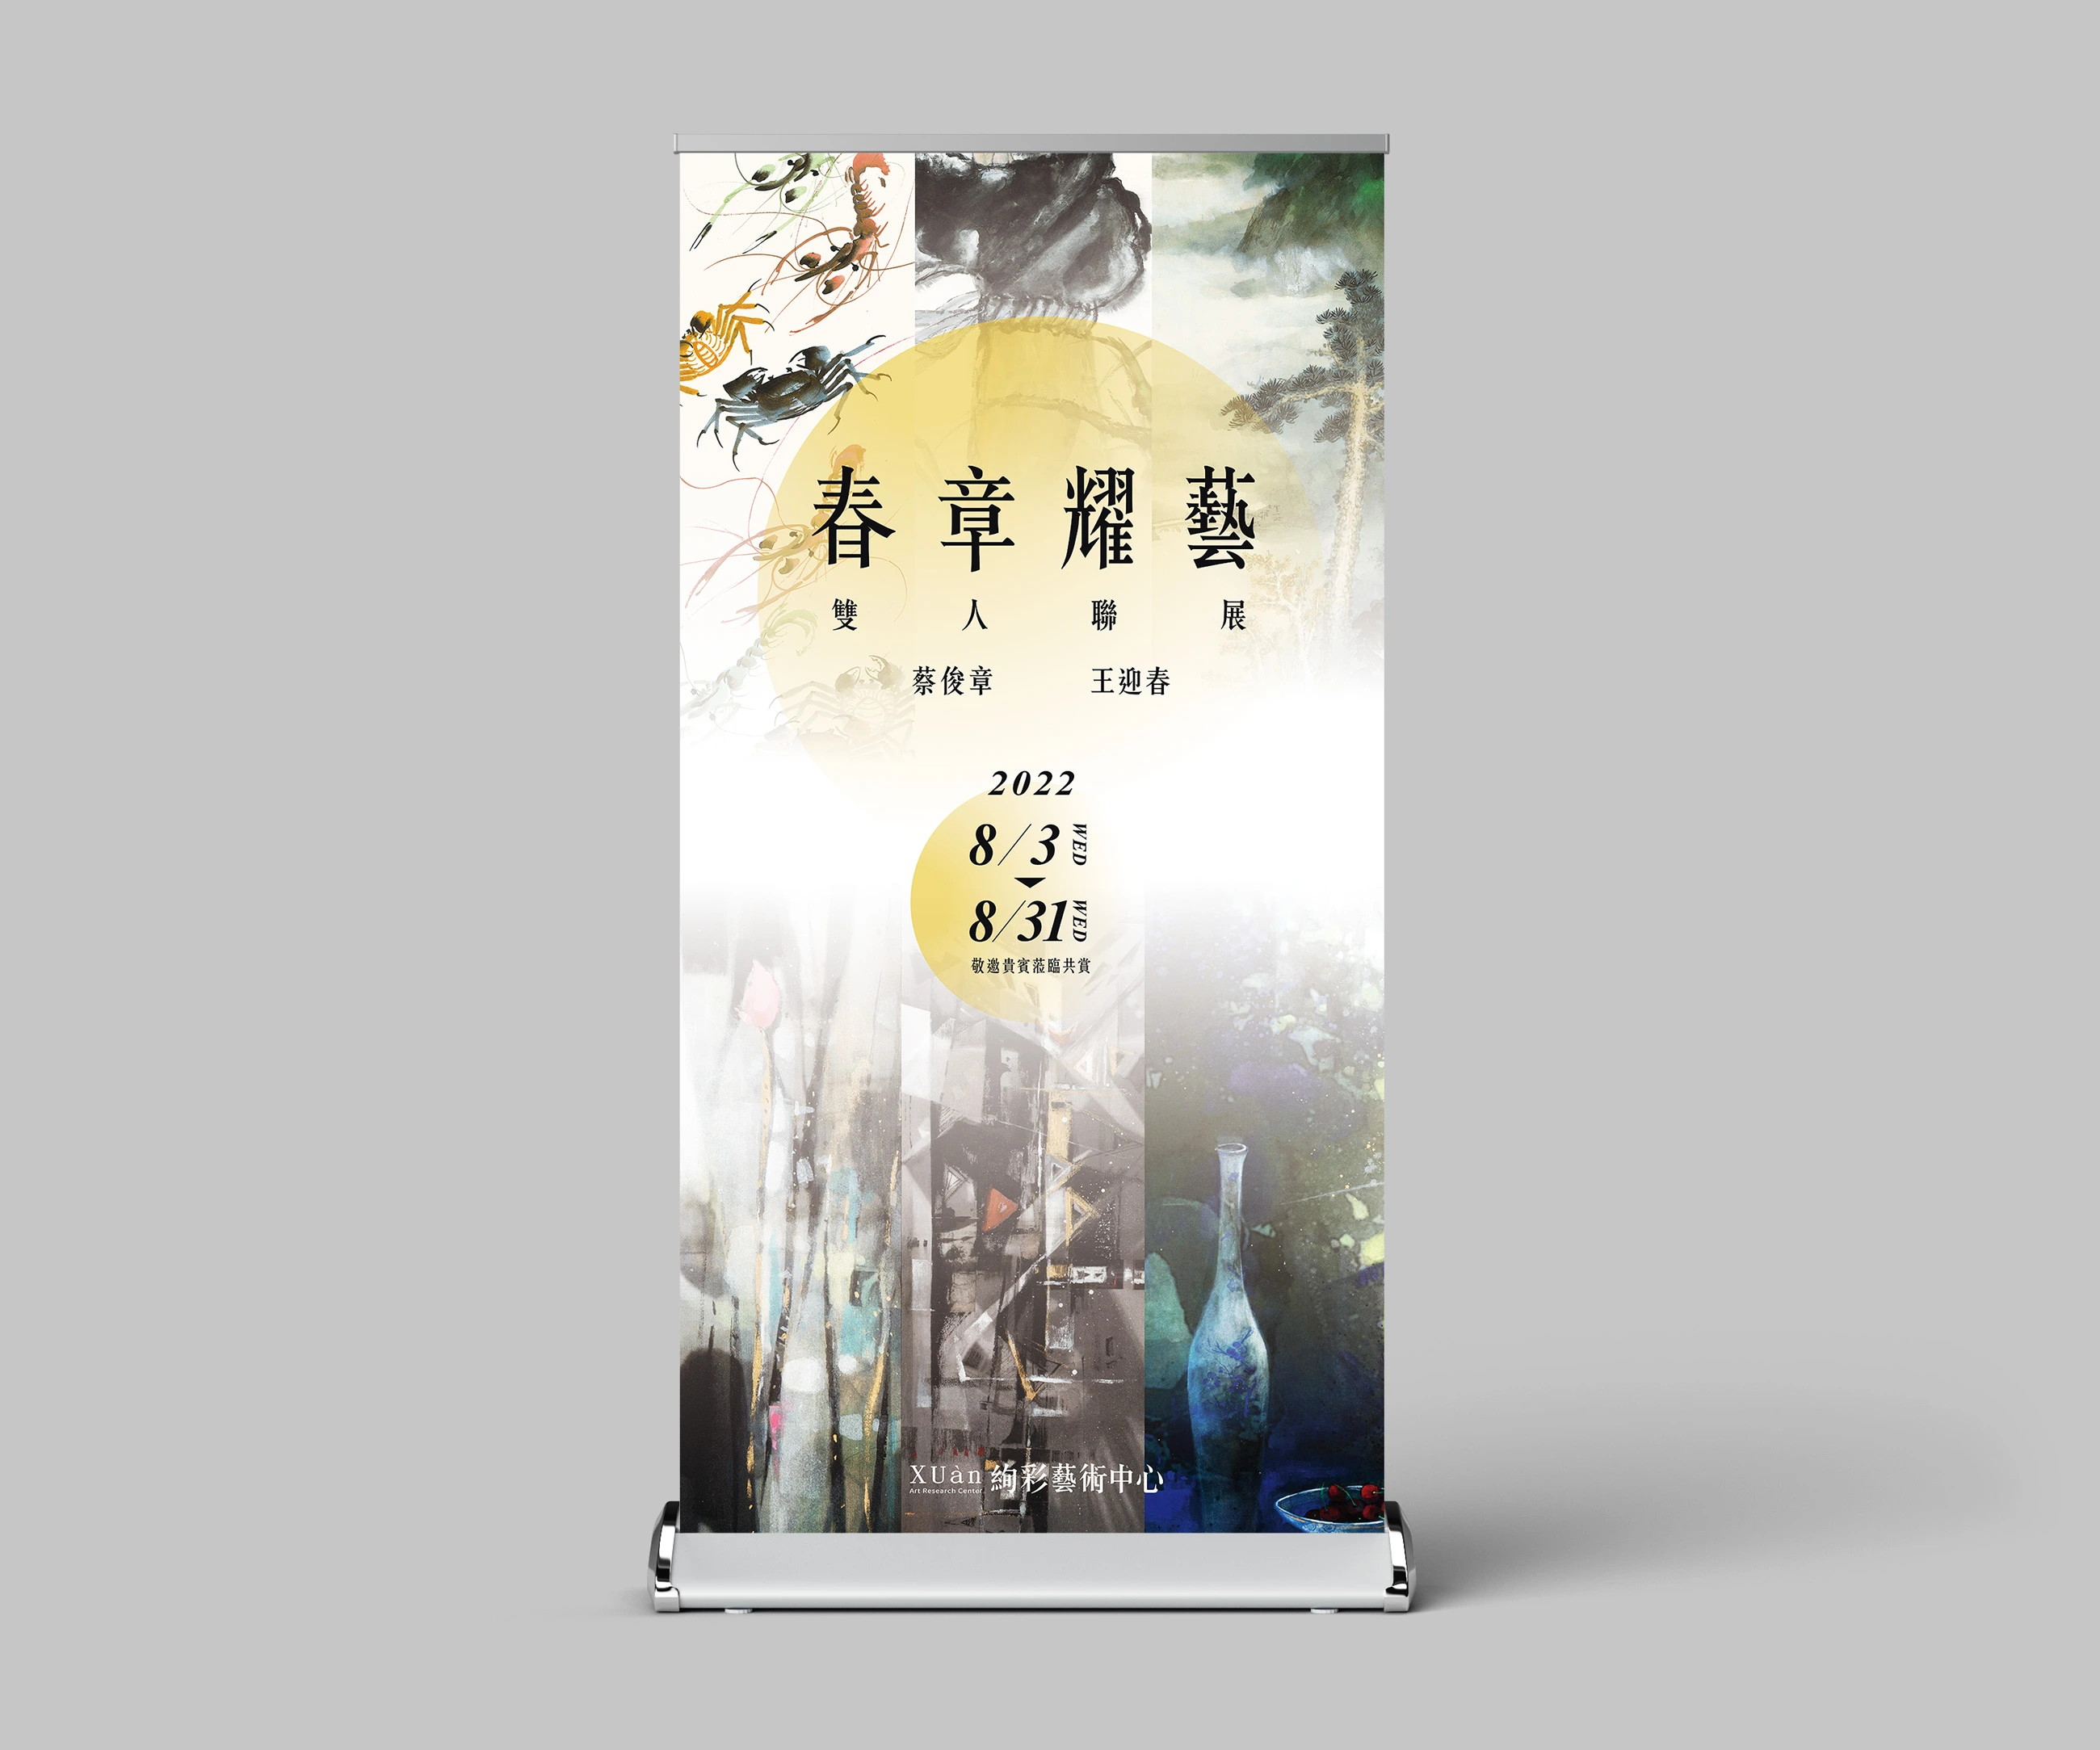 春章耀藝
雙人聯展
蔡俊章 王迎春
2022
8/3 WED
8/31 WED
敬邀貴賓蒞臨共賞
XUàn 絢彩藝術中心
Art Research Center